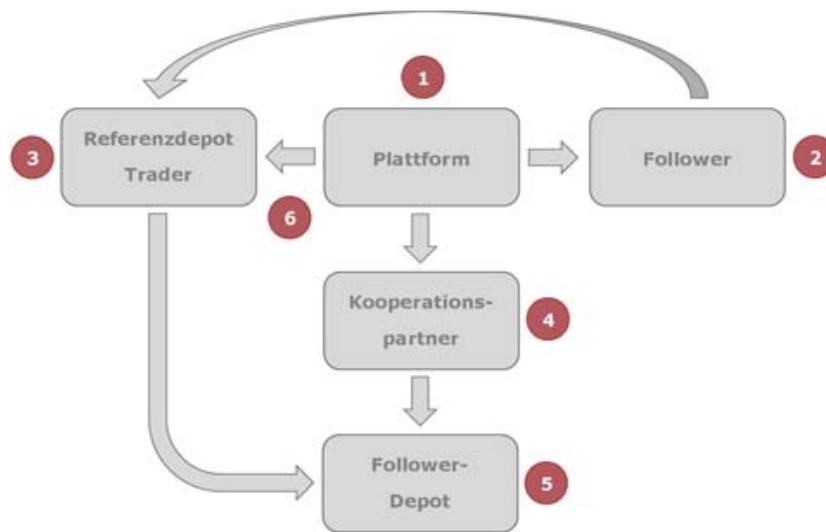 1
3
Referenzdepot
Trader
Plattform
Follower
2
6
Kooperations-
partner
4
Follower-
Depot
5